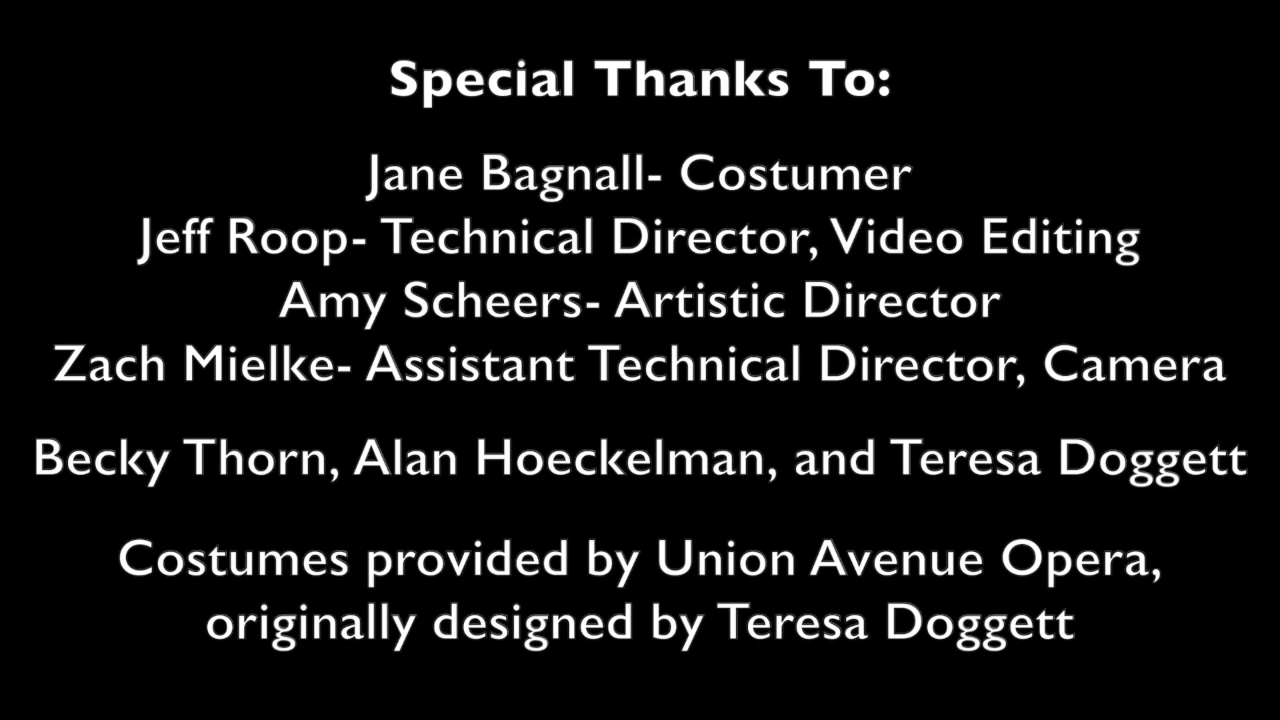 Special Thanks To:
Jane Bagnall- Costumer
Jeff Roop- Technical Director, Video Editing
Amy Scheers- Artistic Director
Zach Mielke- Assistant Technical Director, Camera
Becky Thorn, Alan Hoeckelman, and Teresa Doggett
Costumes provided by Union Avenue Opera,
originally designed by Teresa Doggett